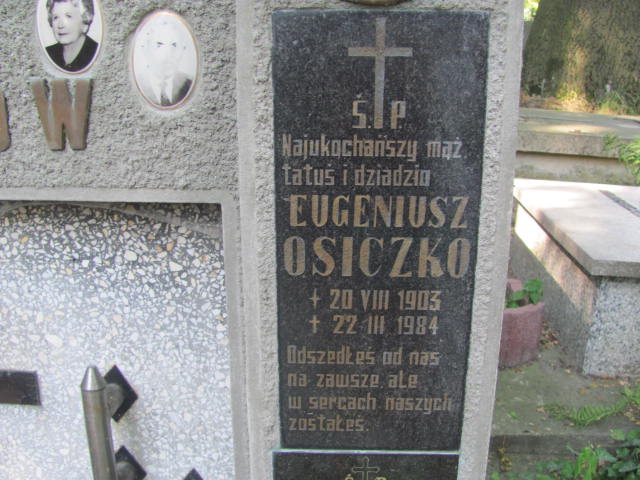 Ś.P.
Najukochańszy mąż
tatuś i dziadzio
EUGENIUSZ
OSICZKO
+ 20 VIII 1903
+ 22 III 1984
Odszedłeś od nas
na zawsze, ale
w sercach naszych
zostałeś.
Ś P
W